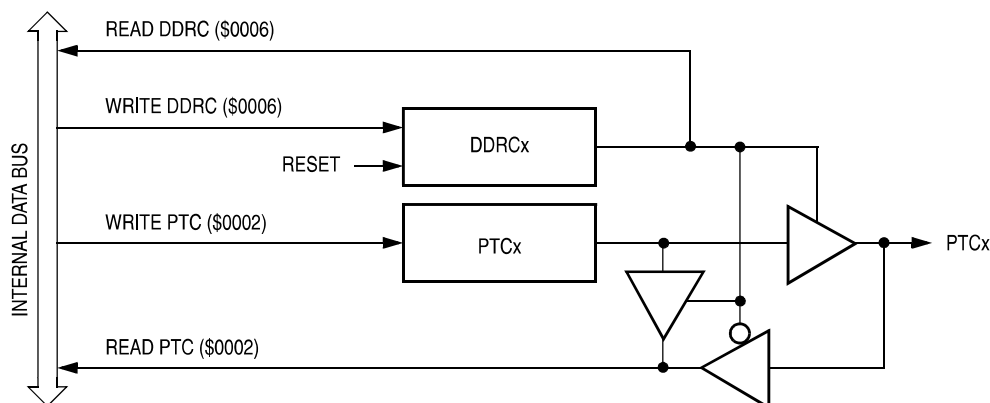 READ DDRC ($0006)
WRITE DDRC ($0006)
DDRCx
RESET
INTERNAL DATA BUS
WRITE PTC ($0002)
PTCx
PTCx
READ PTC ($0002)